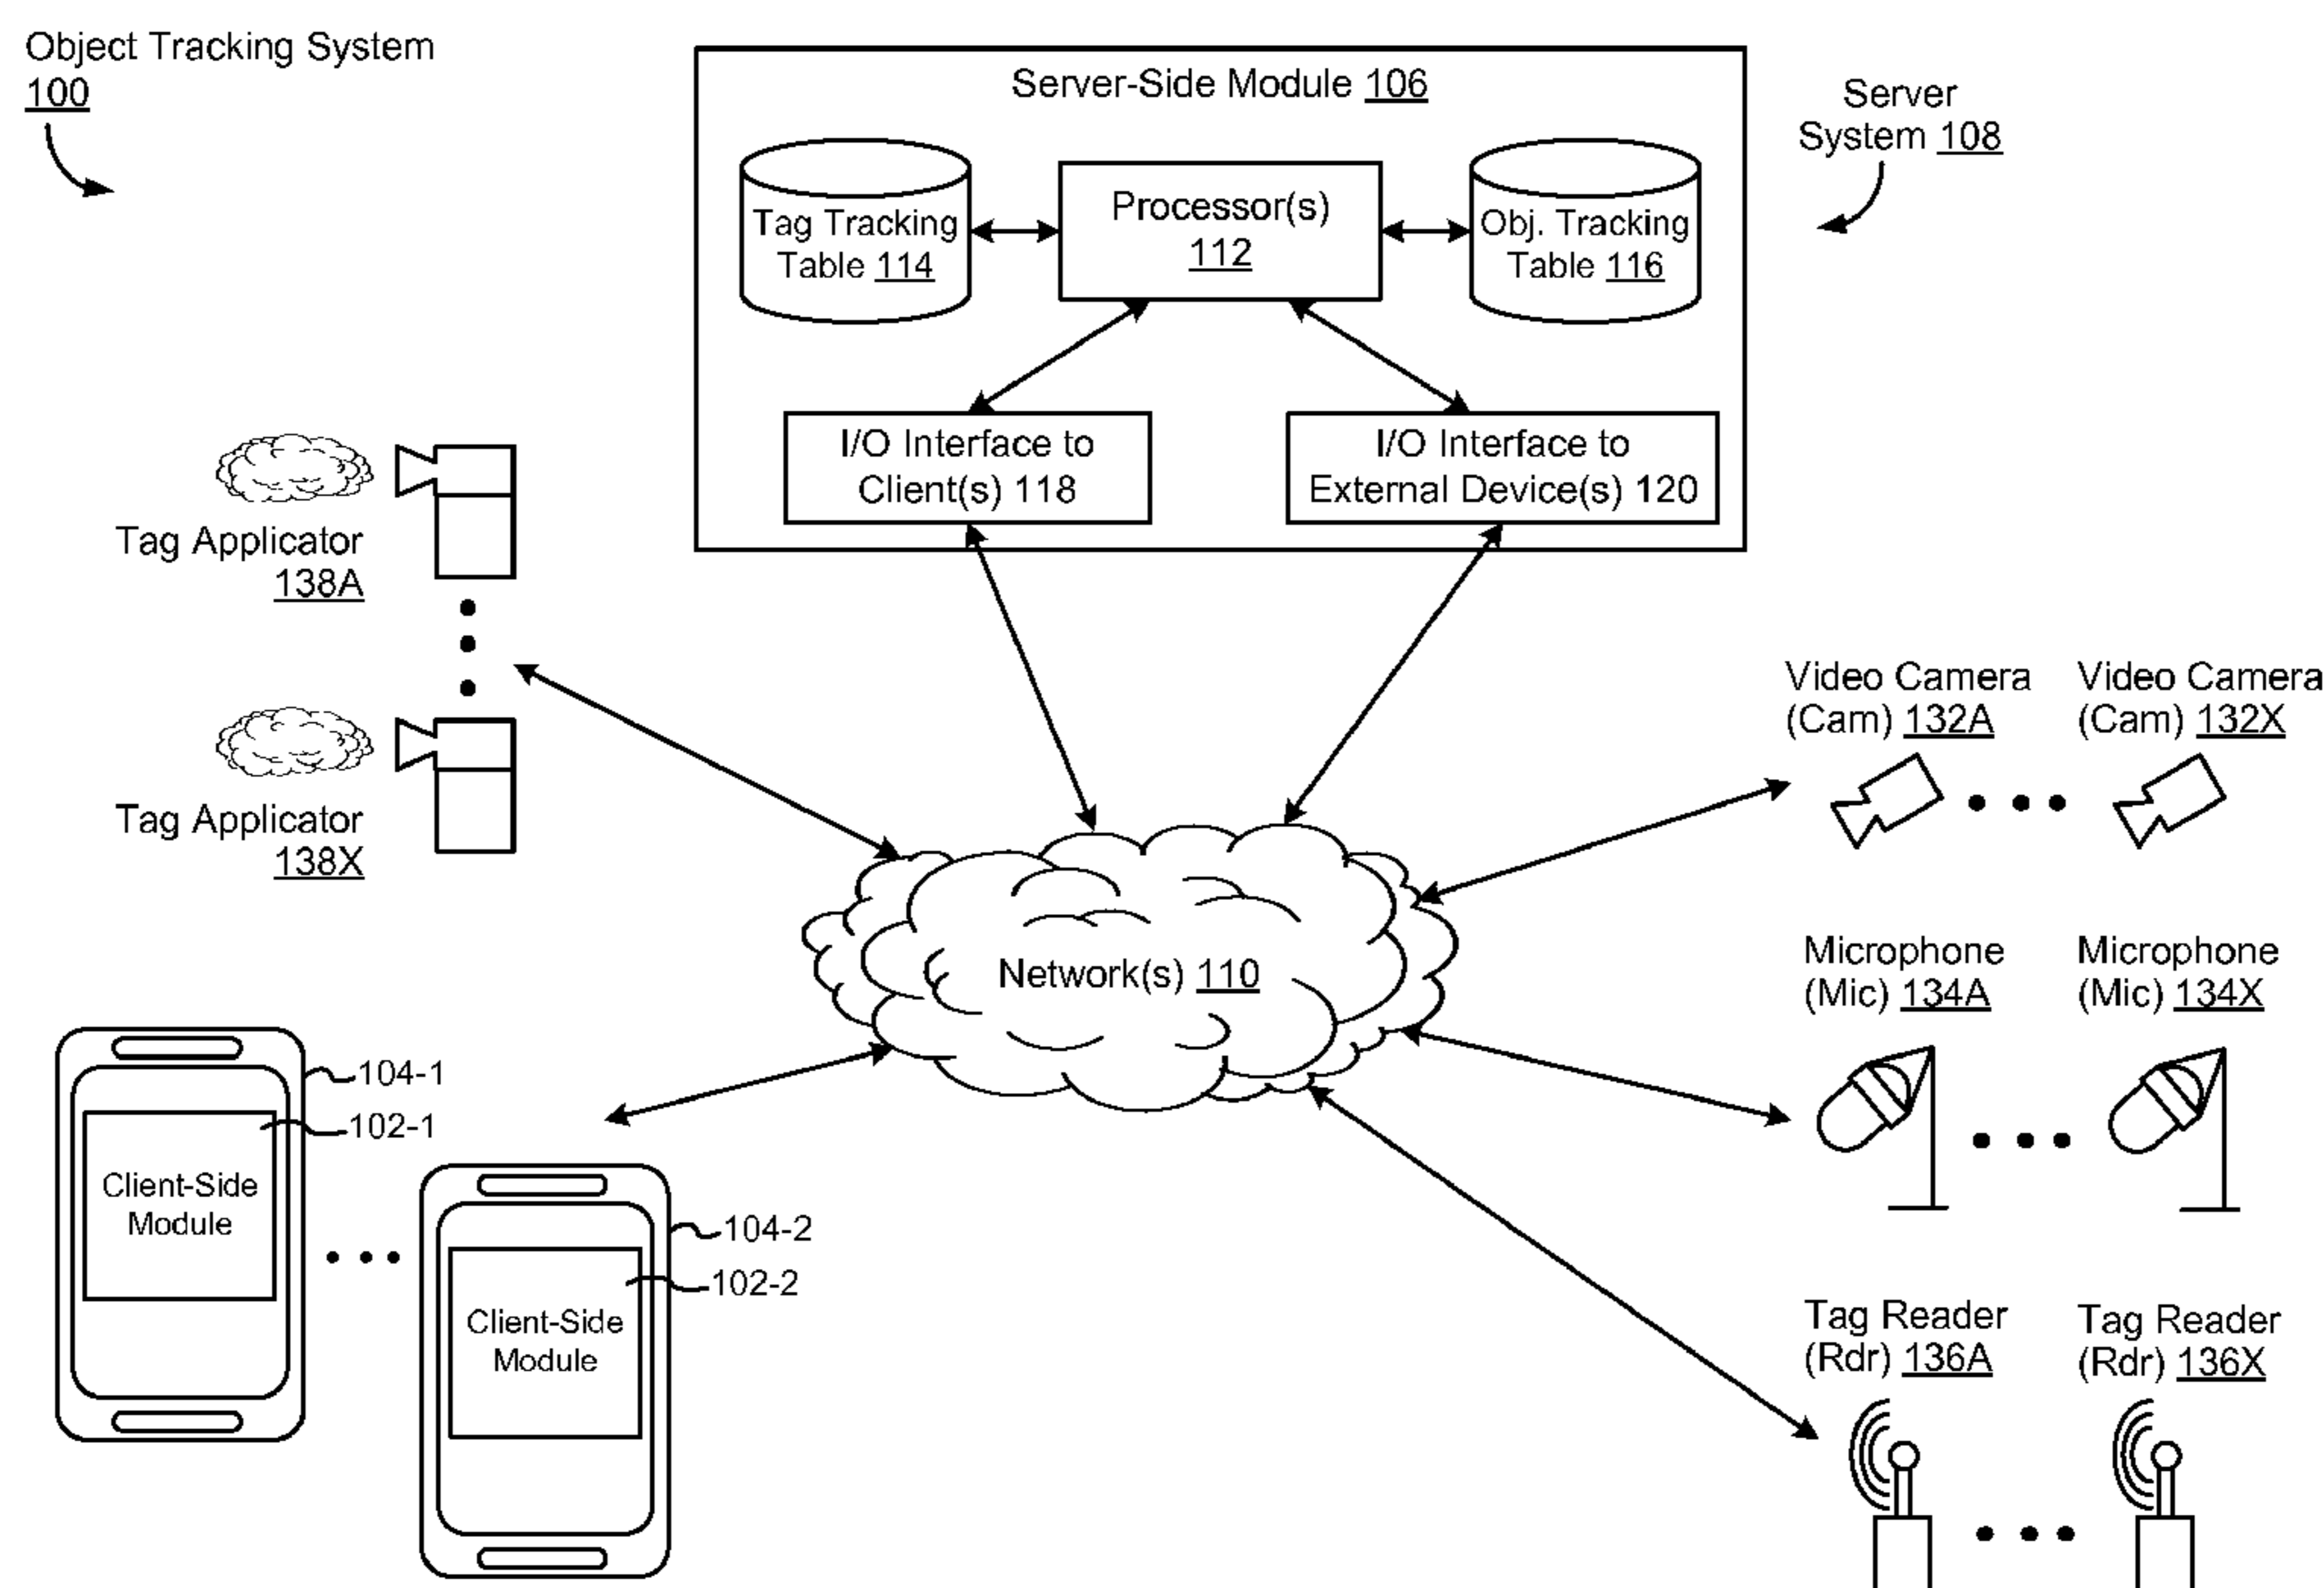 Object Tracking System
100
Server-Side Module 106
Server
System 108
Tag Tracking
Table 114
Processor(s)
112
Obj. Tracking
Table 116
I/O Interface to
Client(s) 118
I/O Interface to
External Device(s) 120
Tag Applicator
138A
Tag Applicator
138X
Video Camera
(Cam) 132A
Video Camera
(Cam) 132X
Network(s) 110
Microphone
(Mic) 134A
Microphone
(Mic) 134X
104-1
102-1
Client-Side
Module
104-2
102-2
Client-Side
Module
Tag Reader
(Rdr) 136A
Tag Reader
(Rdr) 136X